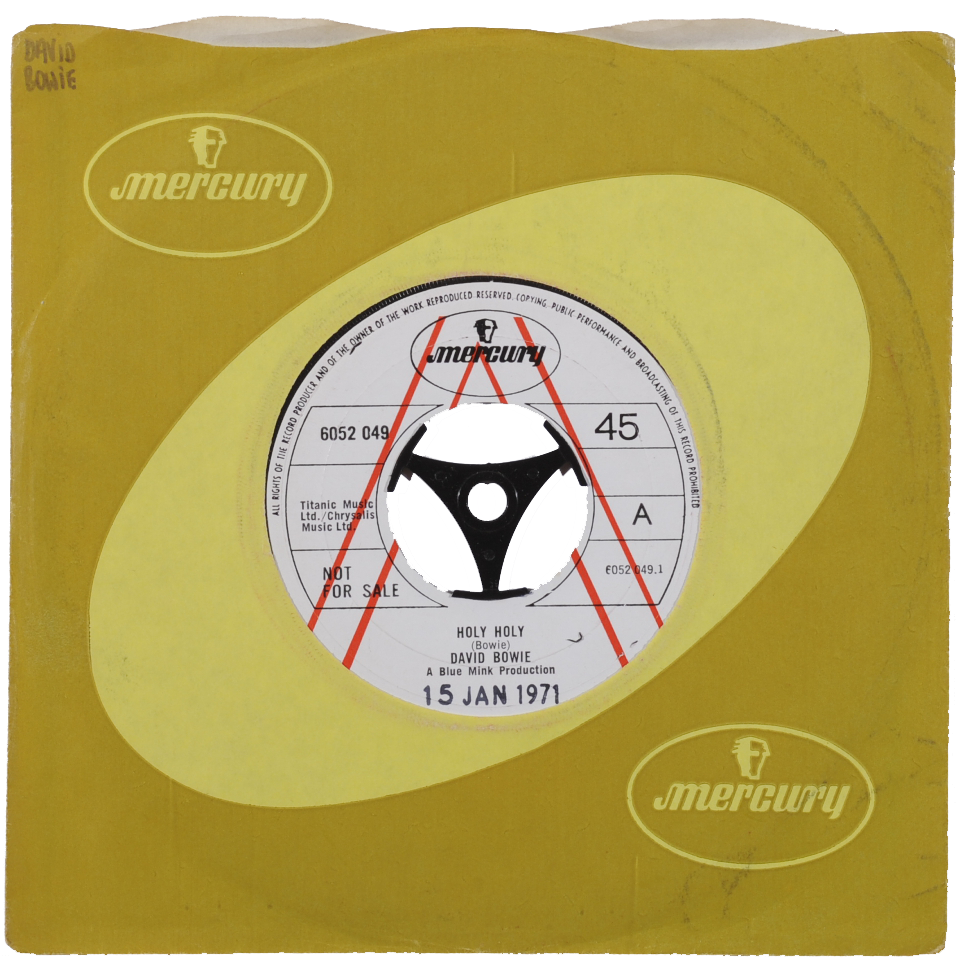 DAVID
BOWIE
mercury
ALL RIGHTS OF THE RECORD PRODUCER AND OF THE OWNER OF THE WORK REPRODUCED RESERVED. COPYING, PUBLIC PERFORMANCE AND BROADCASTING OF THIS RECORD PROHIBITED
mercury
6052 049
45
Titanic Music
Ltd./Chrysalis
Music Ltd.
A
NOT
FOR SALE
6052 049.1
HOLY HOLY
(Bowie)
DAVID BOWIE
A Blue Mink Production
15 JAN 1971
mercury